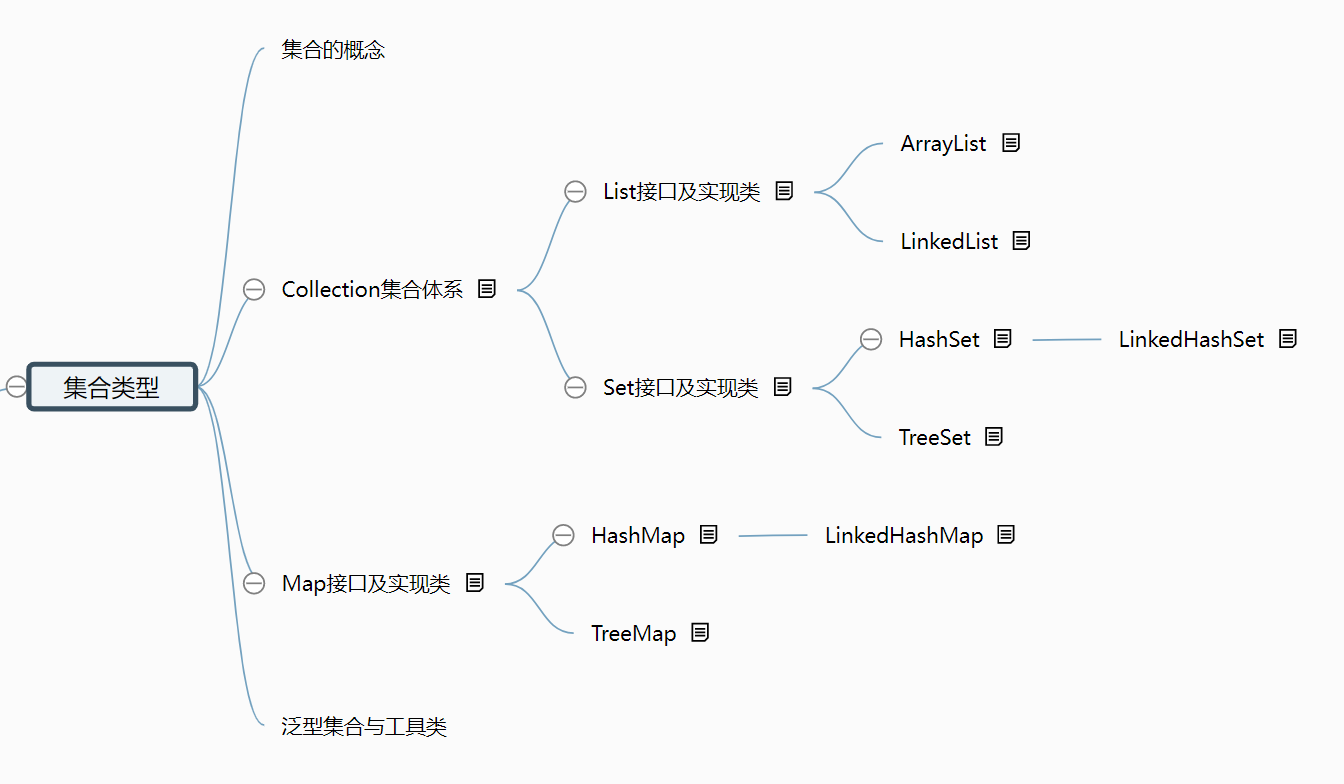 集合的概念
ArrayList
List接口及实现类
LinkedList
Collection集合体系
HashSet
LinkedHashSet
Set接口及实现类
集合类型
TreeSet
HashMap
LinkedHashMap
Map接口及实现类
TreeMap
泛型集合与工具类